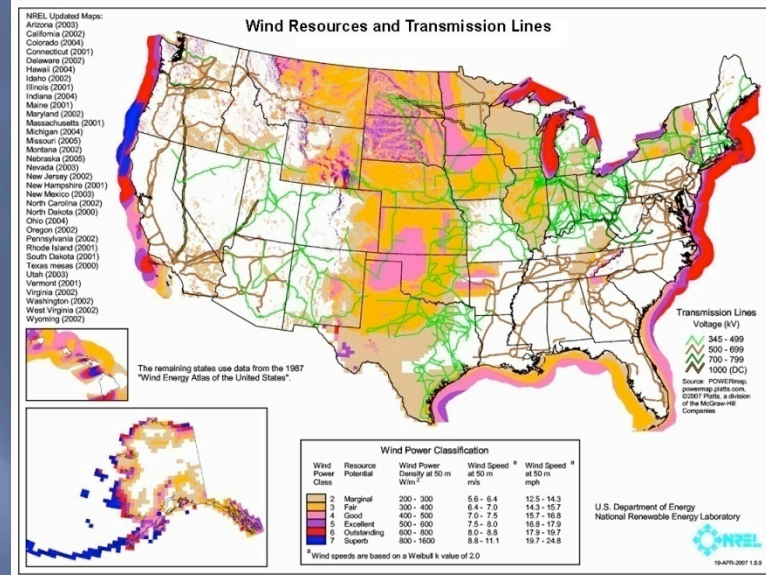 Wind Resources and Transmission Lines
NREL Updated Maps:
Arizona (2003)
California (2002)
Colorado (2004)
Connecticut (2001)
Delaware (2002)
Hawaii (2004)
Idaho (2002)
Illinois (2001)
Indiana (2004)
Maine (2001)
Maryland (2002)
Massachusetts (2001)
Michigan (2004)
Missouri (2005)
Montana (2002)
Nebraska (2005)
Nevada (2003)
New Jersey (2002)
New Hampshire (2001)
New Mexico (2003)
North Carolina (2002)
North Dakota (2000)
Ohio (2004)
Oregon (2002)
Pennsylvania (2002)
Rhode Island (2001)
South Dakota (2001)
Texas mesas (2000)
Utah (2003)
Vermont (2001)
Virginia (2002)
Washington (2002)
West Virginia (2002)
Wyoming (2002)
The remaining states use data from the 1987
"Wind Energy Atlas of the United States".
Transmission Lines
Voltage (kV)
345 - 499
500 - 699
700 - 799
1000 (DC)
Source: POWERmap,
powermap.platts.com,
©2007 Platts, a division
of the McGraw-Hill
Companies
Wind Power Classification
Wind Power Class Resource Potential Wind Power Density at 50 m W/m² Wind Speed a at 50 m m/s Wind Speed a at 50 m mph
2 Marginal 200 - 300 5.6 - 6.4 12.5 - 14.3
3 Fair 300 - 400 6.4 - 7.0 14.3 - 15.7
4 Good 400 - 500 7.0 - 7.5 15.7 - 16.8
5 Excellent 500 - 600 7.5 - 8.0 16.8 - 17.9
6 Outstanding 600 - 800 8.0 - 8.8 17.9 - 19.7
7 Superb 800 - 1600 8.8 - 11.1 19.7 - 24.8
a Wind speeds are based on a Weibull k value of 2.0
U.S. Department of Energy
National Renewable Energy Laboratory
NREL
19-APR-2007 1.8.9